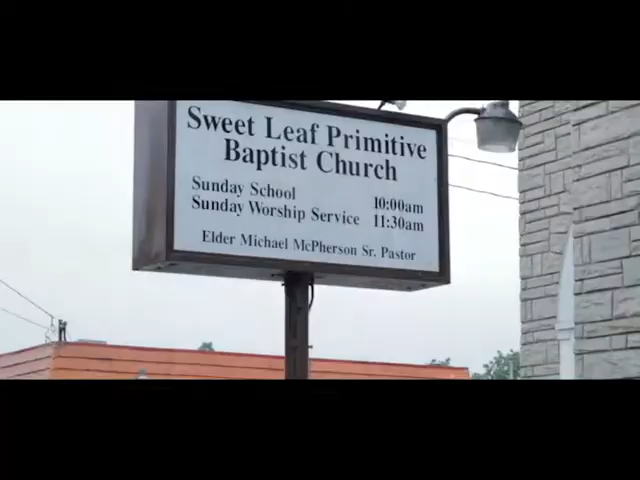 Sweet Leaf Primitive
Baptist Church
Sunday School 10:00am
Sunday Worship Service 11:30am
Elder Michael McPherson Sr. Pastor